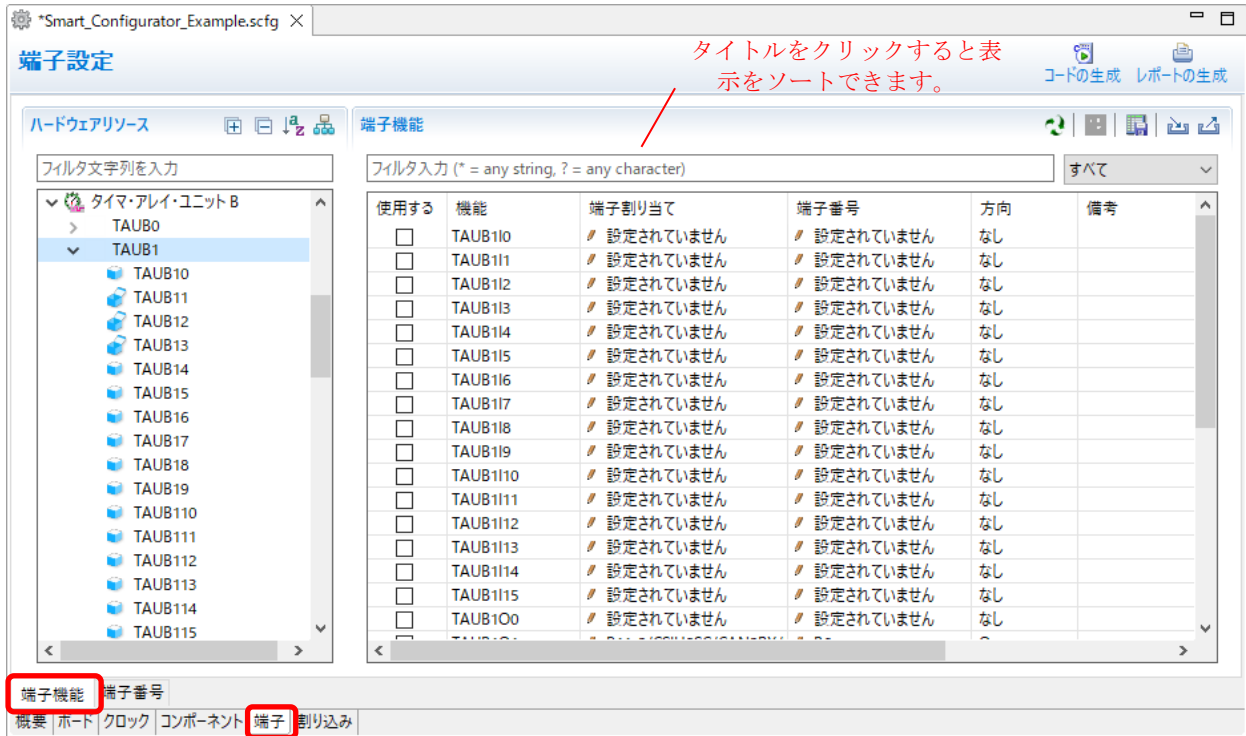 *Smart_Configurator_Example.scfg
端子設定
タイトルをクリックすると表
示をソートできます。
コードの生成 レポートの生成
ハードウェアリソース
端子機能
フィルタ文字列を入力
フィルタ入力 (* = any string, ? = any character)
すべて
タイマ・アレイ・ユニット B
TAUB0
TAUB1
TAUB10
TAUB11
TAUB12
TAUB13
TAUB14
TAUB15
TAUB16
TAUB17
TAUB18
TAUB19
TAUB110
TAUB111
TAUB112
TAUB113
TAUB114
TAUB115
使用する 機能 端子割り当て 端子番号 方向 備考
TAUB1I0 設定されていません 設定されていません なし
TAUB1I1 設定されていません 設定されていません なし
TAUB1I2 設定されていません 設定されていません なし
TAUB1I3 設定されていません 設定されていません なし
TAUB1I4 設定されていません 設定されていません なし
TAUB1I5 設定されていません 設定されていません なし
TAUB1I6 設定されていません 設定されていません なし
TAUB1I7 設定されていません 設定されていません なし
TAUB1I8 設定されていません 設定されていません なし
TAUB1I9 設定されていません 設定されていません なし
TAUB1I10 設定されていません 設定されていません なし
TAUB1I11 設定されていません 設定されていません なし
TAUB1I12 設定されていません 設定されていません なし
TAUB1I13 設定されていません 設定されていません なし
TAUB1I14 設定されていません 設定されていません なし
TAUB1I15 設定されていません 設定されていません なし
TAUB1O0 設定されていません 設定されていません なし
端子機能 端子番号
概要 ボード クロック コンポーネント 端子 割り込み